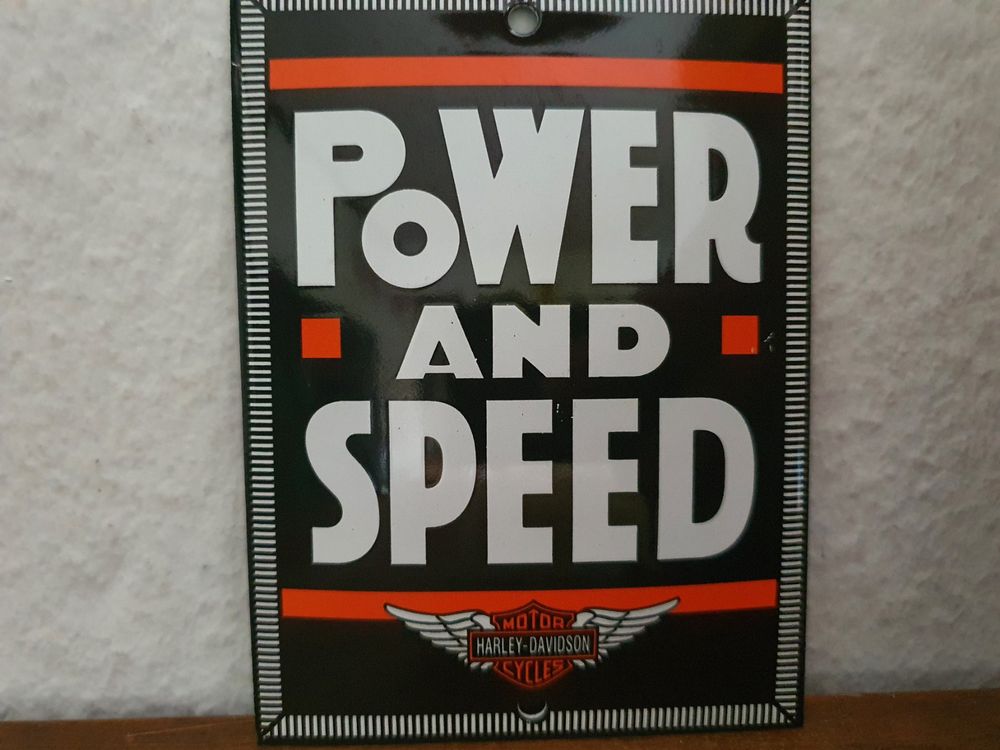 POWER
AND
SPEED
MOTOR
HARLEY-DAVIDSON
CYCLES